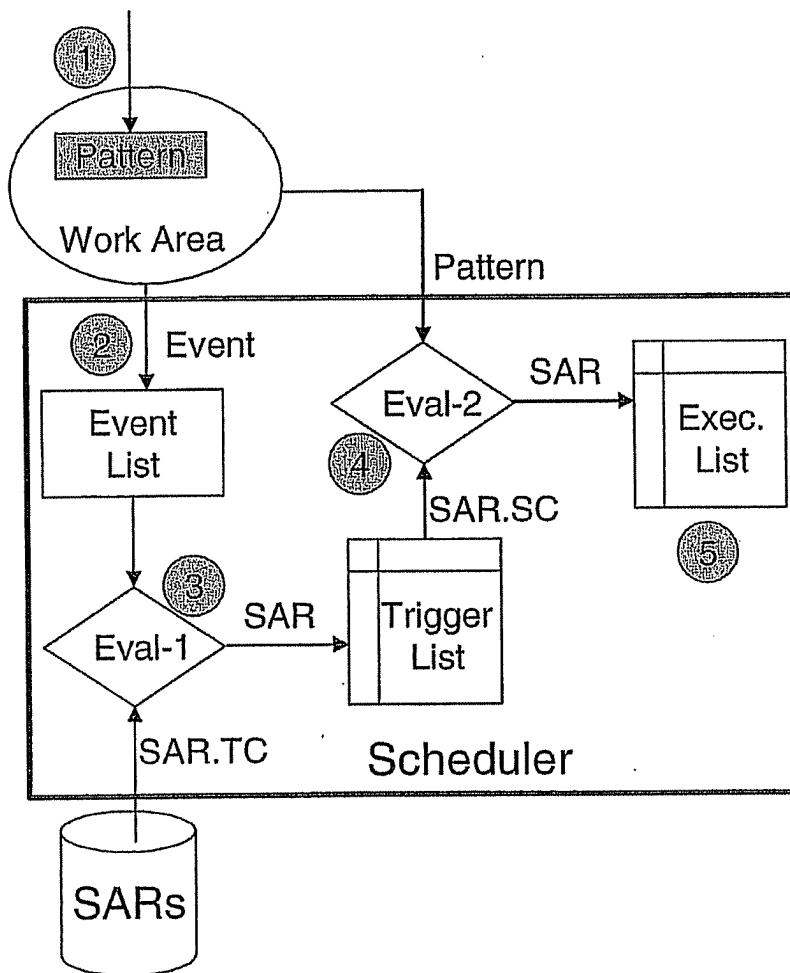 1
Pattern
Work Area
Pattern
2
Event
SAR
Event
List
Eval-2
Exec.
List
4
SAR.SC
5
3
SAR
Eval-1
Trigger
List
SAR.TC
Scheduler
SARs